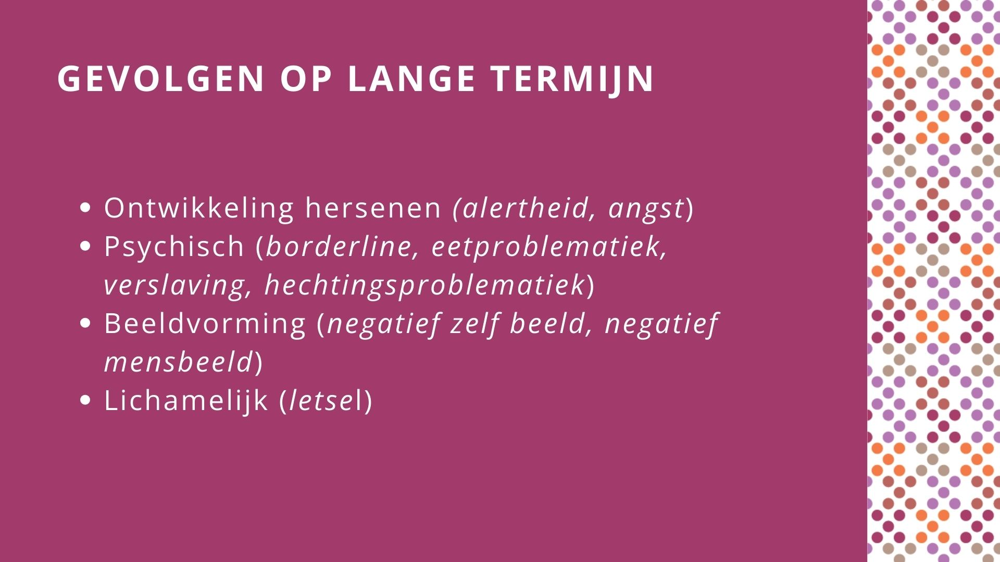 GEVOLGEN OP LANGE TERMIJN
• Ontwikkeling hersenen (alertheid, angst)
• Psychisch (borderline, eetproblematiek,
verslaving, hechtingsproblematiek)
• Beeldvorming (negatief zelf beeld, negatief
mensbeeld)
• Lichamelijk (letsel)